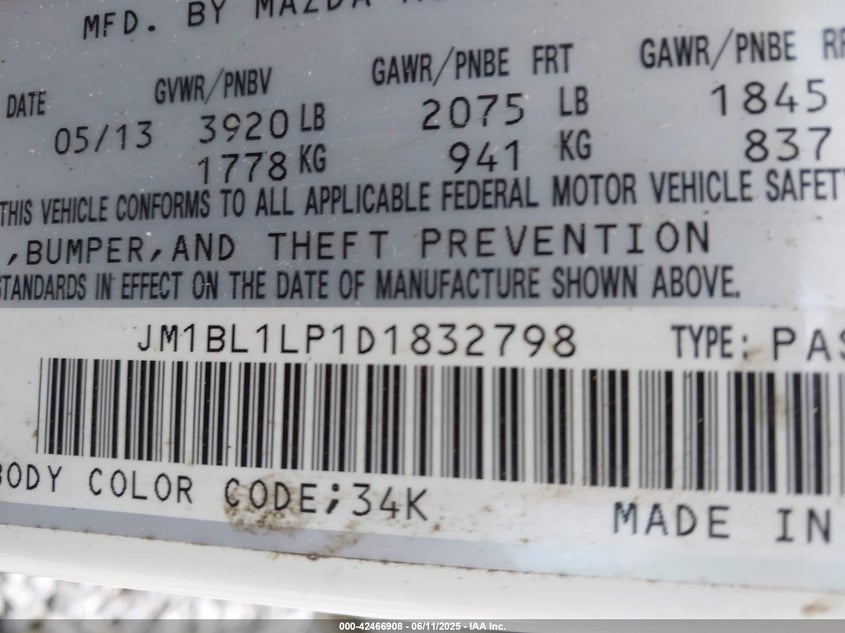 MFD. BY MAZDA
DATE GVWR/PNBV GAWR/PNBE FRT GAWR/PNBE RR
05/13 3920 LB 2075 LB 1845
1778 KG 941 KG 837
THIS VEHICLE CONFORMS TO ALL APPLICABLE FEDERAL MOTOR VEHICLE SAFETY
,BUMPER,AND THEFT PREVENTION
STANDARDS IN EFFECT ON THE DATE OF MANUFACTURE SHOWN ABOVE.
JM1BL1LP1D1832798 TYPE: PAS
BODY COLOR CODE;34K
MADE IN
000-42466908 - 06/11/2025 - IAA Inc.